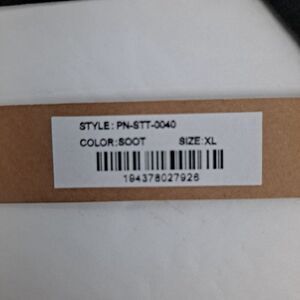 STYLE: PN-STT-0040
COLOR:SOOT SIZE:XL
194378027926